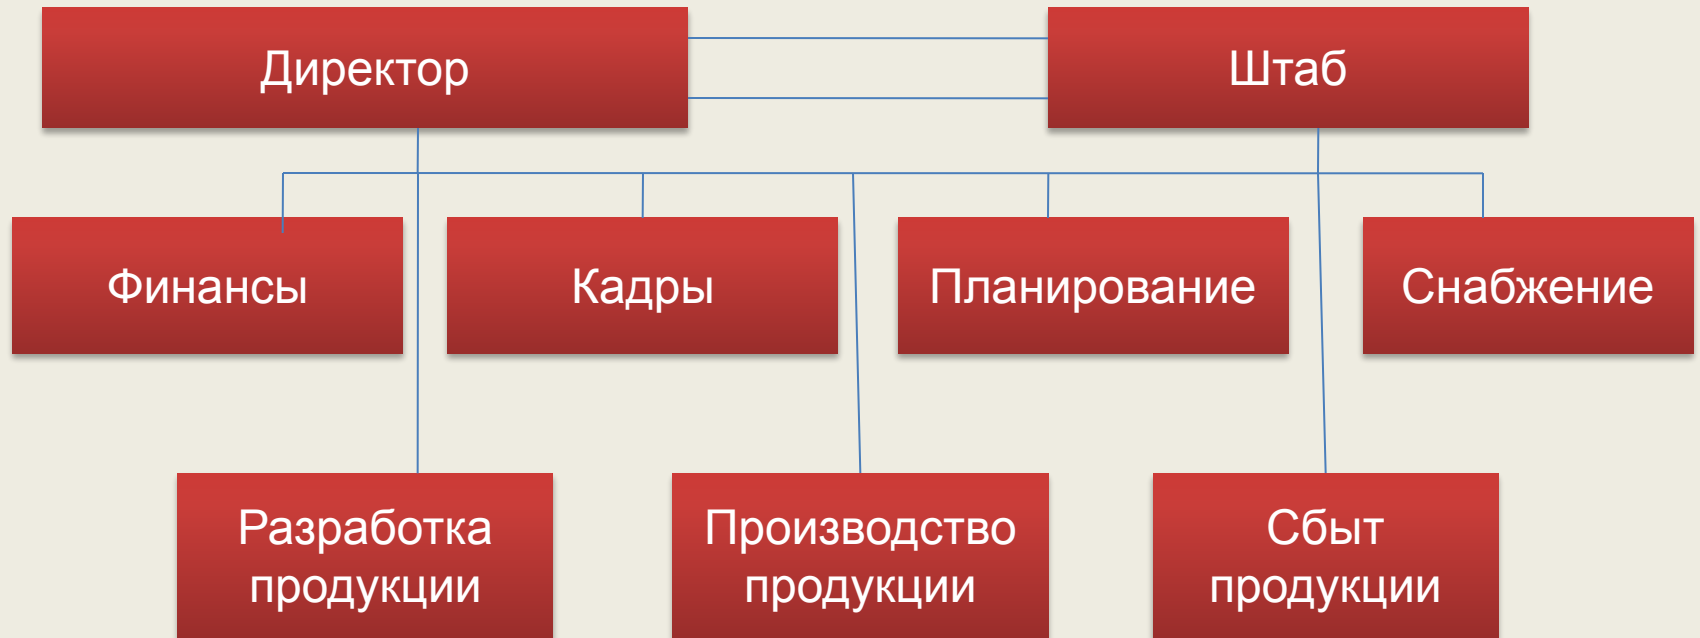 Директор
Штаб
Финансы
Кадры
Планирование
Снабжение
Разработка
продукции
Производство
продукции
Сбыт
продукции